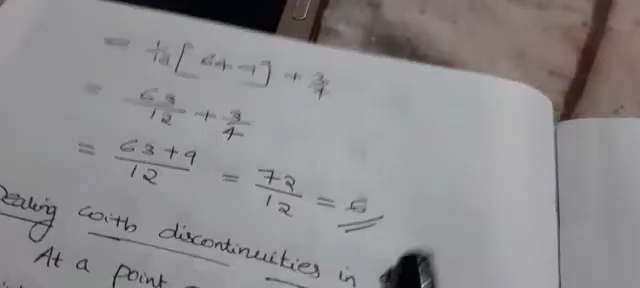 = 1/12 [64-1] + 3/4
= 63/12 + 3/4
= 63+9/12 = 72/12 = 6
Dealing with discontinuities in
At a point